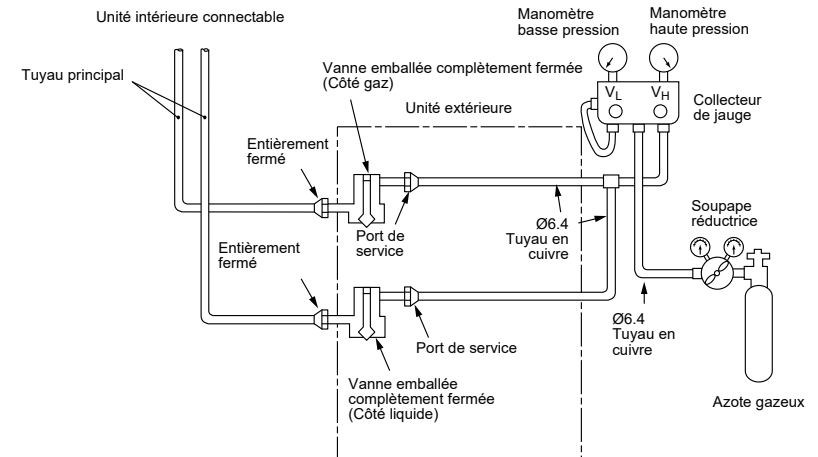 Unité intérieure connectable
Manomètre
basse pression
Manomètre
haute pression
Tuyau principal
Vanne emballée complètement fermée
(Côté gaz)
Unité extérieure
VL
VH
Collecteur
de jauge
Entièrement
fermé
Port de
service
Ø6.4
Tuyau en
cuivre
Soupape
réductrice
Entièrement
fermé
Port de service
Ø6.4
Tuyau en
cuivre
Vanne emballée
complètement fermée
(Côté liquide)
Azote gazeux